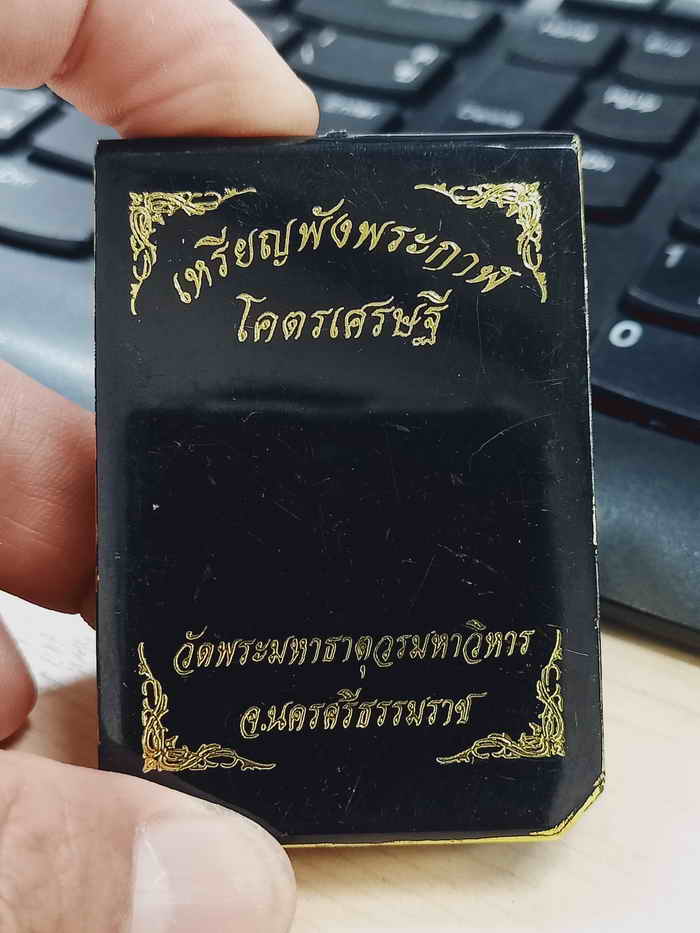 เหรียญพังพระกาฬ
โคตรเศรษฐี
วัดพระมหาธาตุวรมหาวิหาร
จ.นครศรีธรรมราช
0
1